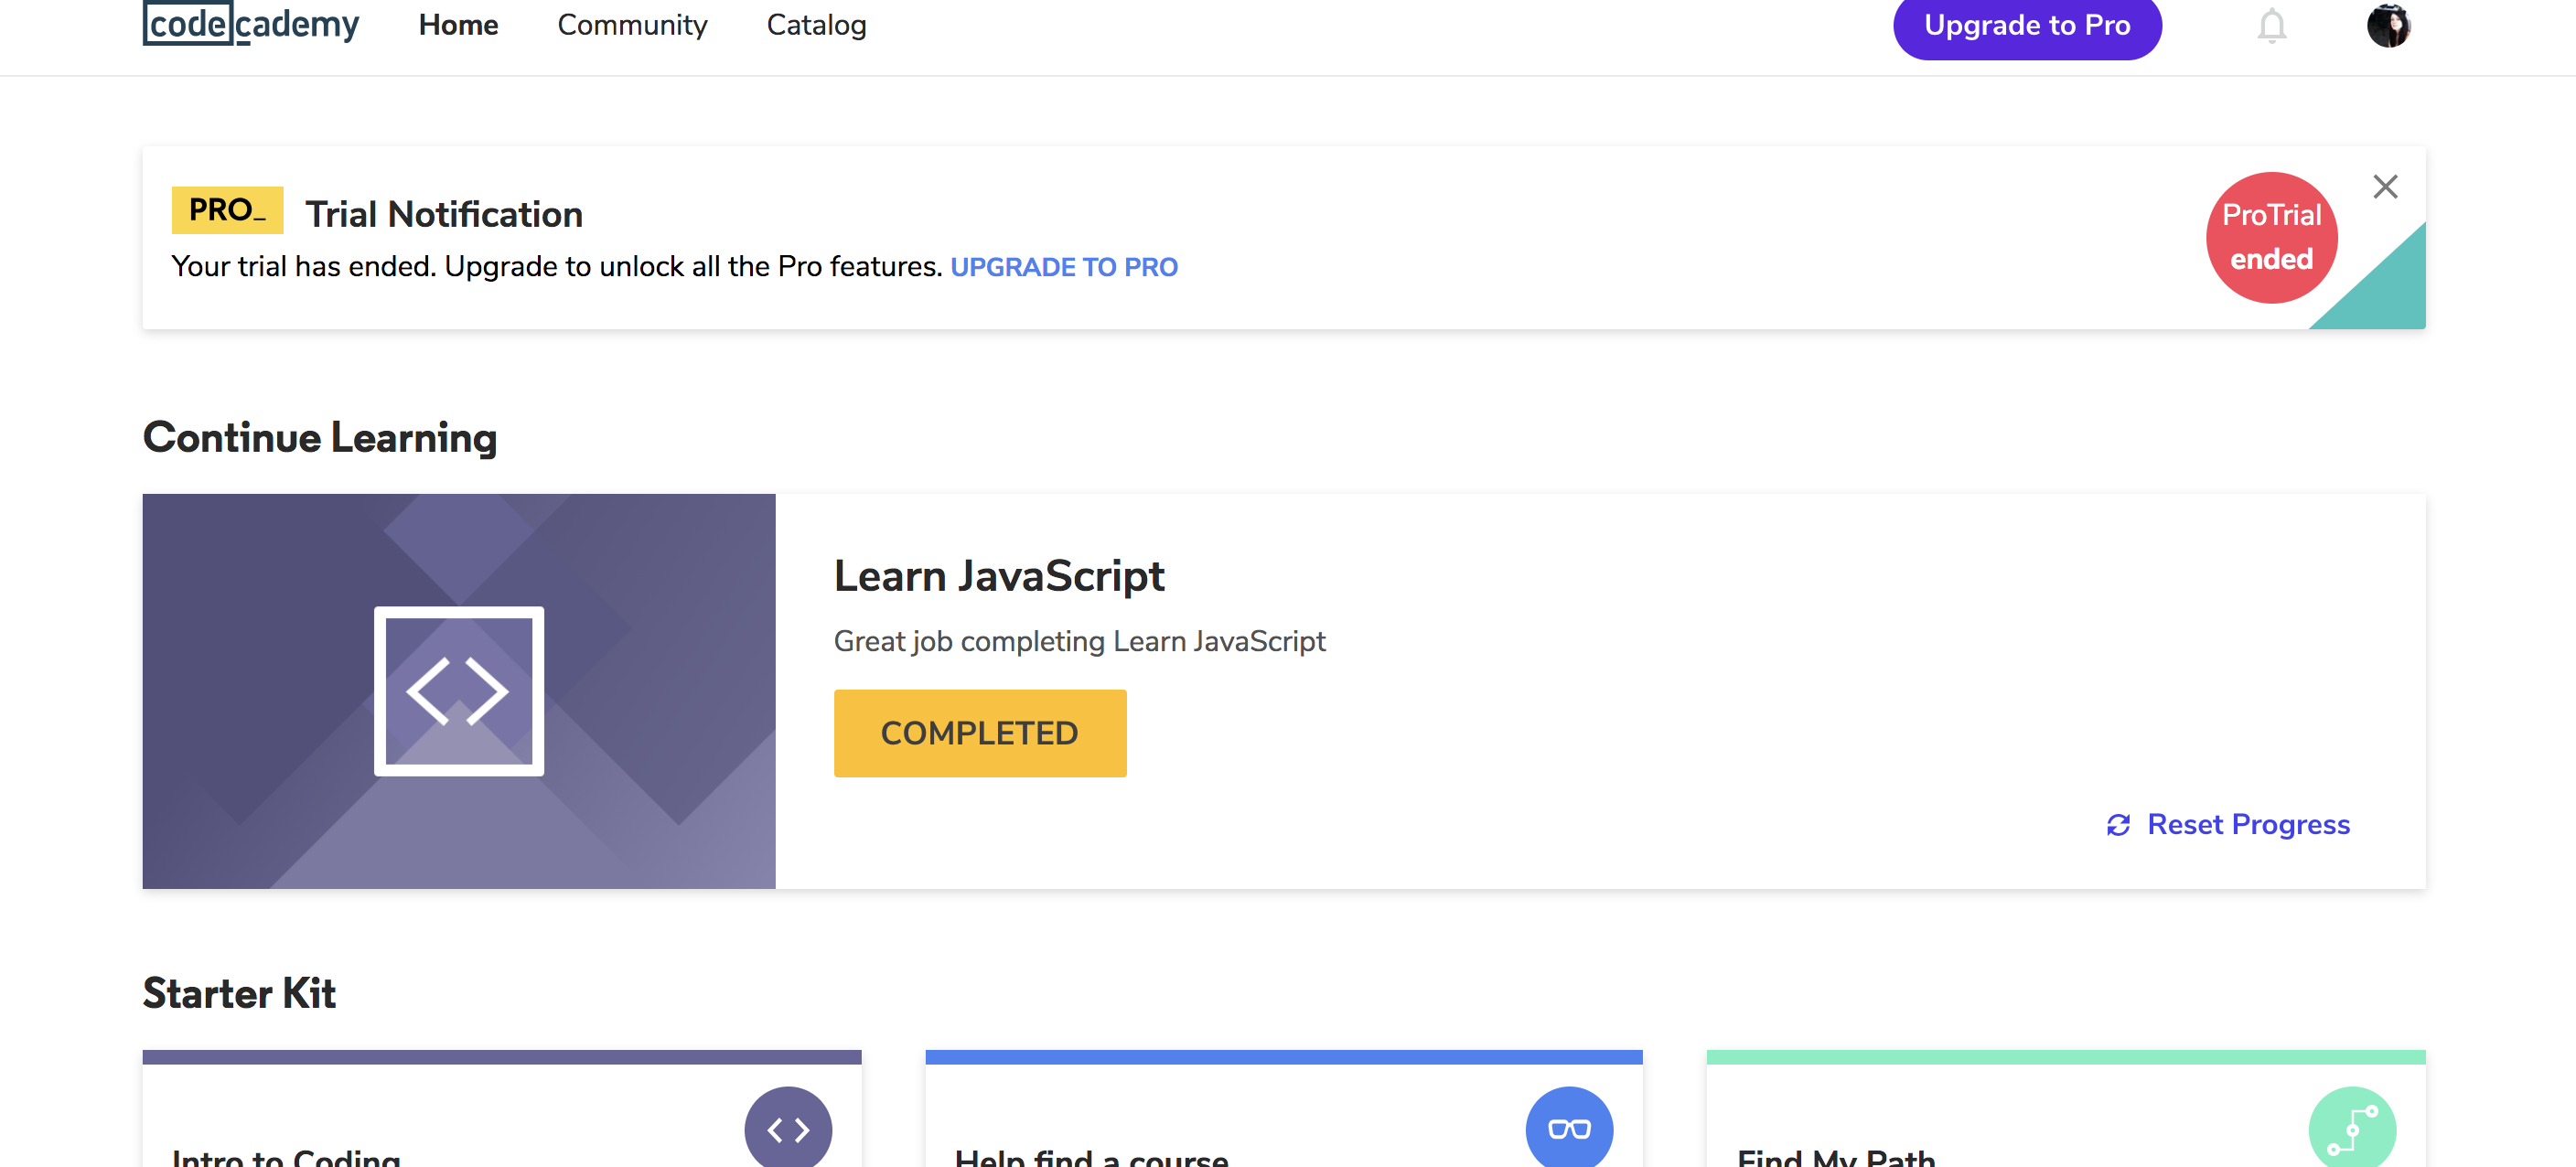 codecademy Home Community Catalog Upgrade to Pro
PRO_ Trial Notification
Your trial has ended. Upgrade to unlock all the Pro features. UPGRADE TO PRO
ProTrial
ended
Continue Learning
Learn JavaScript
Great job completing Learn JavaScript
COMPLETED
Reset Progress
Starter Kit
Intro to Coding
Help find a course
Find My Path